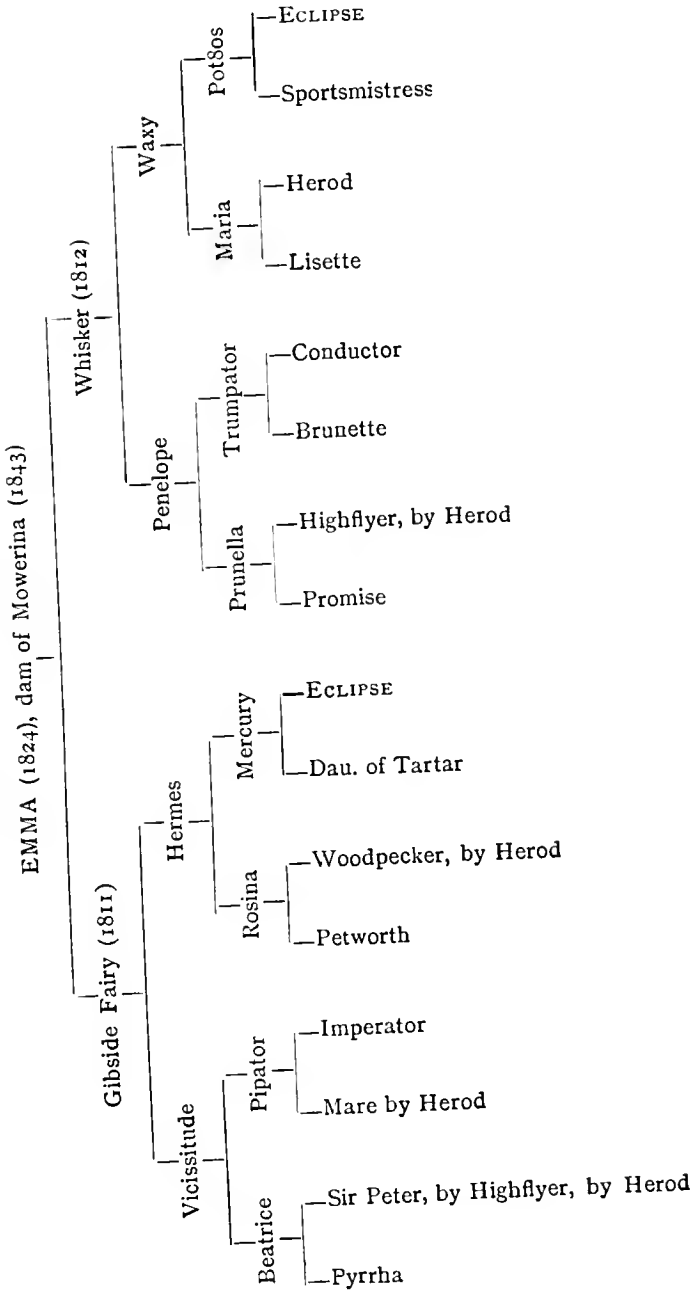 EMMA (1824), dam of Mowerina (1843)
Whisker (1812)
Waxy
Pot8os
ECLIPSE
Sportsmistress
Maria
Herod
Lisette
Penelope
Trumpator
Conductor
Brunette
Prunella
Highflyer, by Herod
Promise
Gibside Fairy (1811)
Hermes
Mercury
ECLIPSE
Dau. of Tartar
Rosina
Woodpecker, by Herod
Petworth
Vicissitude
Pipator
Imperator
Mare by Herod
Beatrice
Sir Peter, by Highflyer, by Herod
Pyrrha